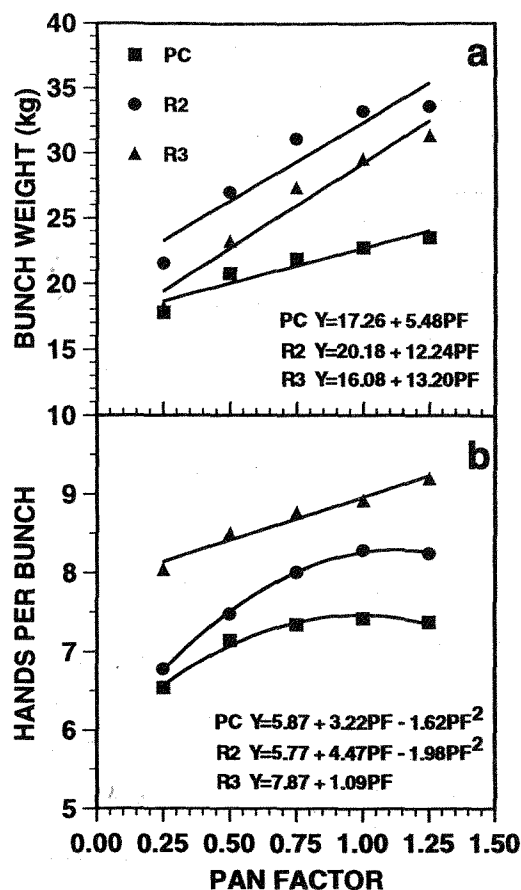 40
a
PC
35
R2
30
R3
25
20
PC Y=17.26 + 5.48PF
R2 Y=20.18 + 12.24PF
15
R3 Y=16.08 + 13.20PF
10
BUNCH WEIGHT (kg)
b
9
8
7
6
PC Y=5.87 + 3.22PF - 1.62PF²
R2 Y=5.77 + 4.47PF - 1.98PF²
R3 Y=7.87 + 1.09PF
5
HANDS PER BUNCH
0.00 0.25 0.50 0.75 1.00 1.25 1.50
PAN FACTOR